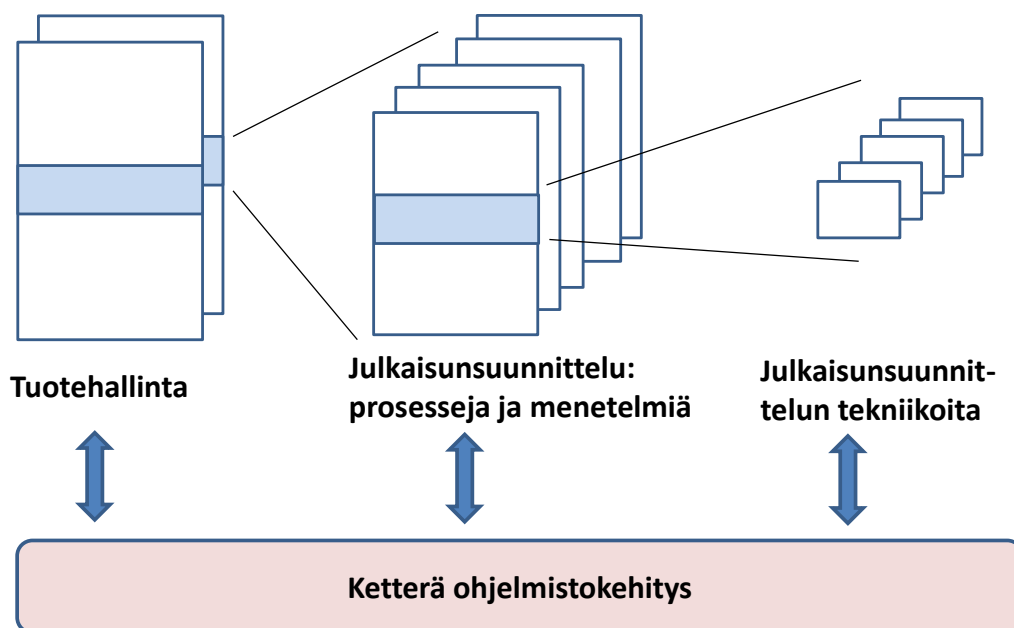 Tuotehallinta
Julkaisunsuunnittelu:
prosesseja ja menetelmiä
Julkaisunsuunnit-
telun tekniikoita
Ketterä ohjelmistokehitys